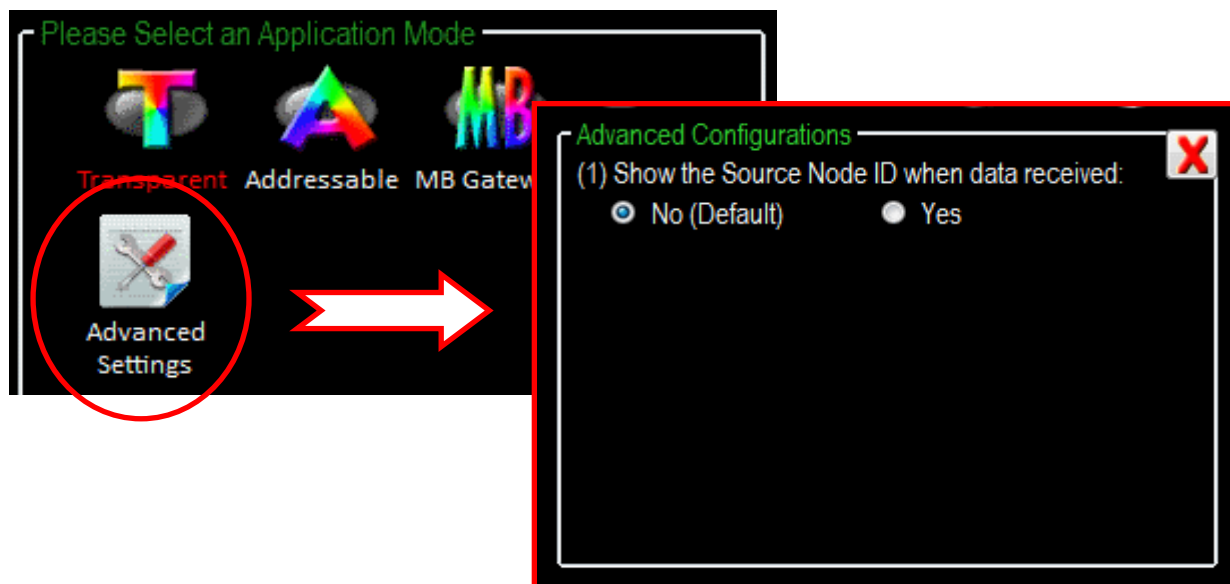 Please Select an Application Mode
T A MB
Transparent Addressable MB Gatew
Advanced
Settings
Advanced Configurations
X
(1) Show the Source Node ID when data received:
No (Default) Yes